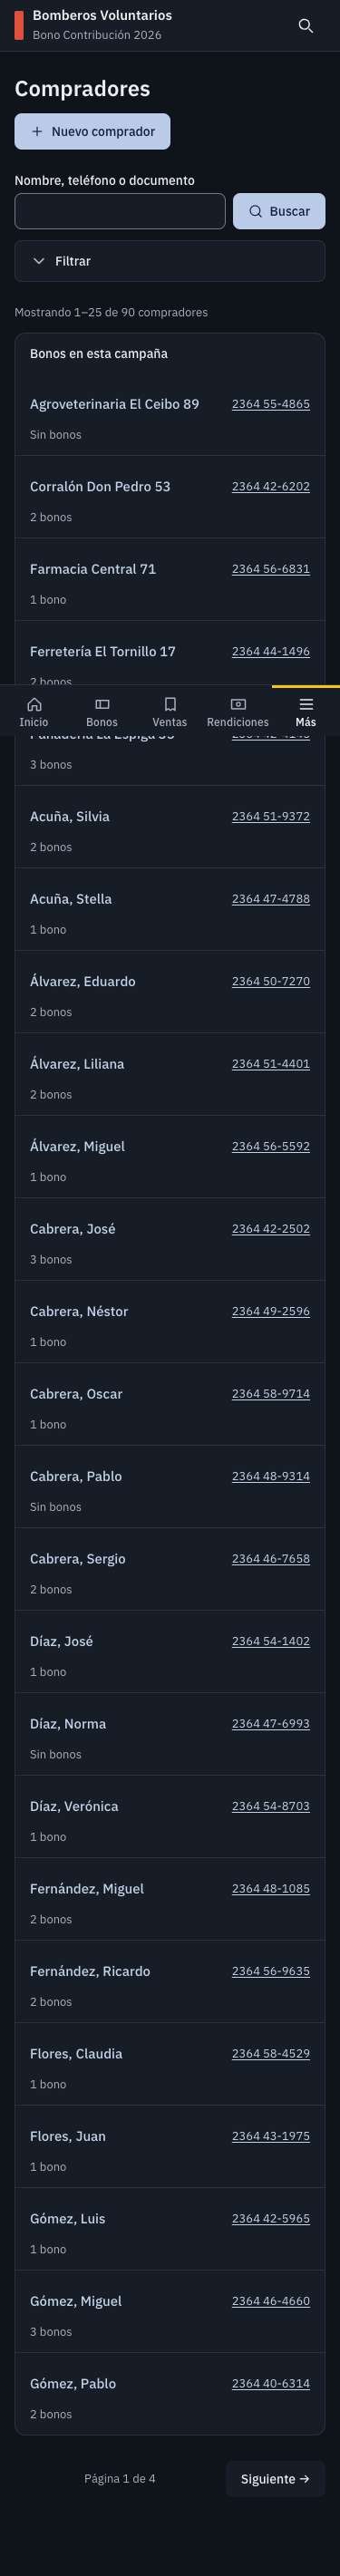 Bomberos Voluntarios
Bono Contribución 2026
Compradores
Nuevo comprador
Nombre, teléfono o documento
Buscar
Filtrar
Mostrando 1–25 de 90 compradores
Bonos en esta campaña
Agroveterinaria El Ceibo 89 2364 55-4865
Sin bonos
Corralón Don Pedro 53 2364 42-6202
2 bonos
Farmacia Central 71 2364 56-6831
1 bono
Ferretería El Tornillo 17 2364 44-1496
2 bonos
Inicio Bonos Ventas Rendiciones Más
3 bonos
Acuña, Silvia 2364 51-9372
2 bonos
Acuña, Stella 2364 47-4788
1 bono
Álvarez, Eduardo 2364 50-7270
2 bonos
Álvarez, Liliana 2364 51-4401
2 bonos
Álvarez, Miguel 2364 56-5592
1 bono
Cabrera, José 2364 42-2502
3 bonos
Cabrera, Néstor 2364 49-2596
1 bono
Cabrera, Oscar 2364 58-9714
1 bono
Cabrera, Pablo 2364 48-9314
Sin bonos
Cabrera, Sergio 2364 46-7658
2 bonos
Díaz, José 2364 54-1402
1 bono
Díaz, Norma 2364 47-6993
Sin bonos
Díaz, Verónica 2364 54-8703
1 bono
Fernández, Miguel 2364 48-1085
2 bonos
Fernández, Ricardo 2364 56-9635
2 bonos
Flores, Claudia 2364 58-4529
1 bono
Flores, Juan 2364 43-1975
1 bono
Gómez, Luis 2364 42-5965
1 bono
Gómez, Miguel 2364 46-4660
3 bonos
Gómez, Pablo 2364 40-6314
2 bonos
Página 1 de 4 Siguiente →